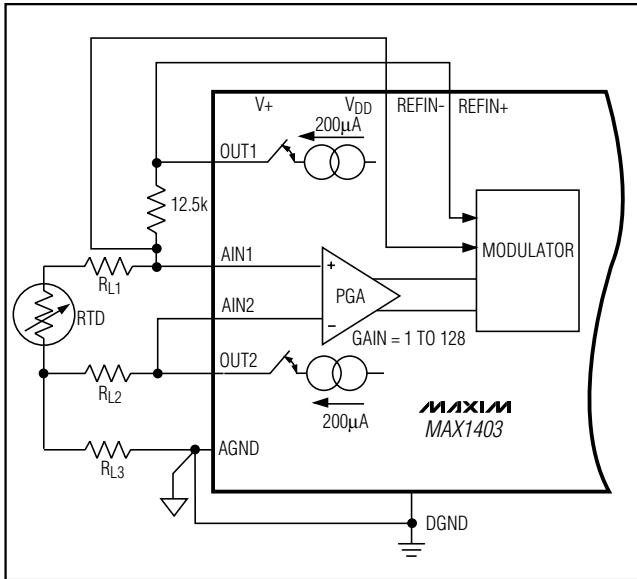 V+
VDD
REFIN-
REFIN+
200µA
OUT1
12.5k
MODULATOR
RL1
AIN1
+
PGA
RTD
AIN2
−
GAIN = 1 TO 128
RL2
OUT2
200µA
MAXIM
MAX1403
AGND
RL3
DGND